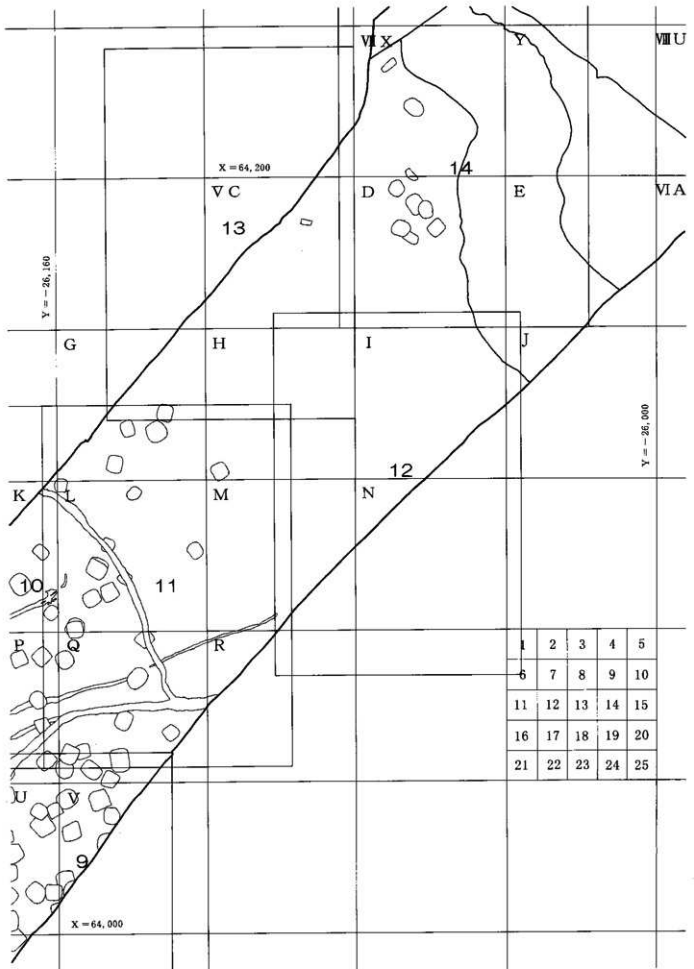 Ⅶ X Y Ⅷ U
X = 64,200
14
Ⅴ C D E Ⅵ A
13
Y = −26,160
G H I J
Y = −26,000
12
K L M N
10 11
P Q R
1 2 3 4 5
6 7 8 9 10
11 12 13 14 15
16 17 18 19 20
21 22 23 24 25
U V
9
X = 64,000